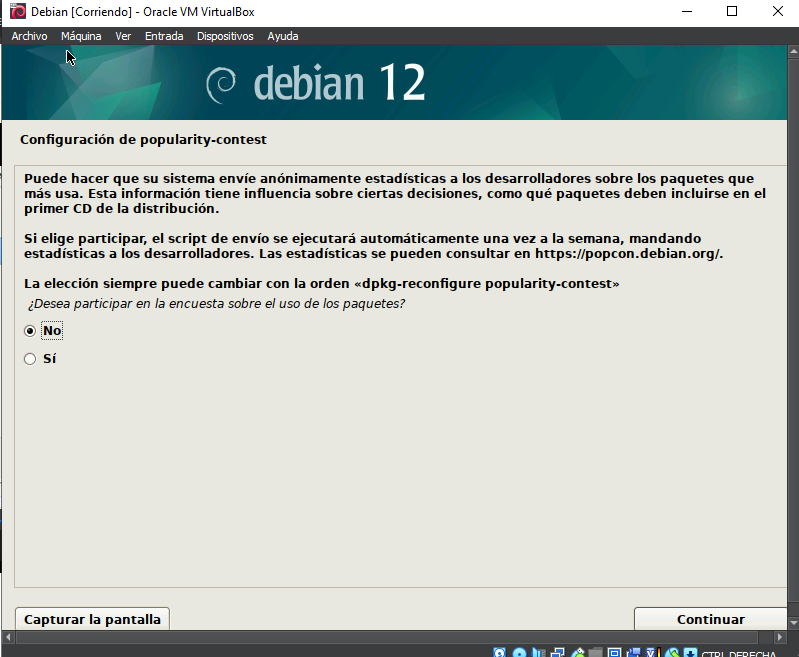 Debian [Corriendo] - Oracle VM VirtualBox
Archivo Máquina Ver Entrada Dispositivos Ayuda
debian 12
Configuración de popularity-contest
Puede hacer que su sistema envíe anónimamente estadísticas a los desarrolladores sobre los paquetes que
más usa. Esta información tiene influencia sobre ciertas decisiones, como qué paquetes deben incluirse en el
primer CD de la distribución.
Si elige participar, el script de envío se ejecutará automáticamente una vez a la semana, mandando
estadísticas a los desarrolladores. Las estadísticas se pueden consultar en https://popcon.debian.org/.
La elección siempre puede cambiar con la orden «dpkg-reconfigure popularity-contest»
¿Desea participar en la encuesta sobre el uso de los paquetes?
No
Sí
Capturar la pantalla Continuar
CTRL DERECHA